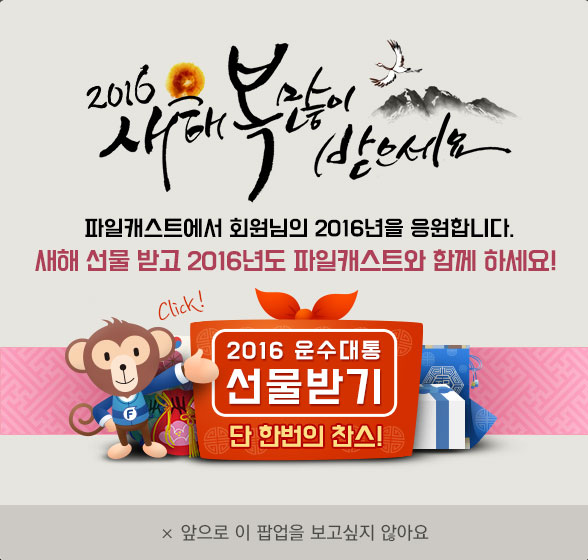 2016 새해 복 많이 받으세요
파일캐스트에서 회원님의 2016년을 응원합니다.
새해 선물 받고 2016년도 파일캐스트와 함께 하세요!
Click!
2016 운수대통
선물받기
단 한번의 찬스!
F
× 앞으로 이 팝업을 보고싶지 않아요